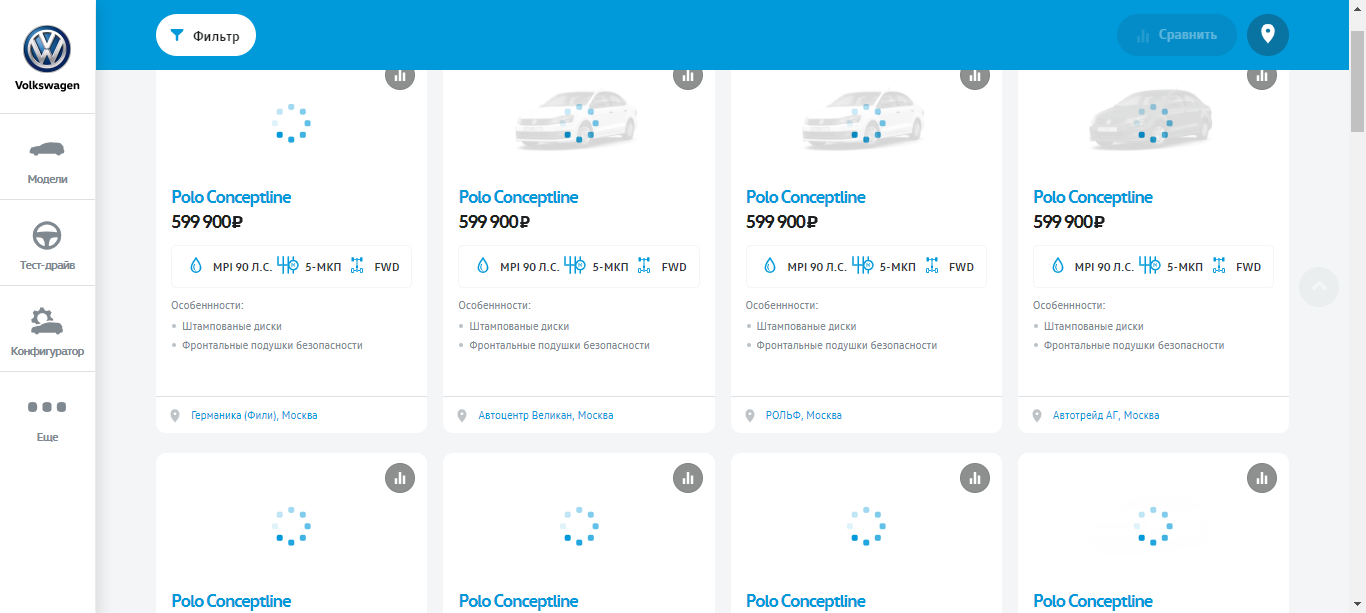 Volkswagen
Модели
Тест-драйв
Конфигуратор
Еще
Фильтр
Сравнить
Polo Conceptline
599 900₽
MPI 90 Л.С. 5-МКП FWD
Особеннности:
Штампованые диски
Фронтальные подушки безопасности
Германика (Фили), Москва
Polo Conceptline
599 900₽
MPI 90 Л.С. 5-МКП FWD
Особеннности:
Штампованые диски
Фронтальные подушки безопасности
Автоцентр Великан, Москва
Polo Conceptline
599 900₽
MPI 90 Л.С. 5-МКП FWD
Особеннности:
Штампованые диски
Фронтальные подушки безопасности
РОЛЬФ, Москва
Polo Conceptline
599 900₽
MPI 90 Л.С. 5-МКП FWD
Особеннности:
Штампованые диски
Фронтальные подушки безопасности
Автотрейд АГ, Москва
Polo Conceptline
Polo Conceptline
Polo Conceptline
Polo Conceptline